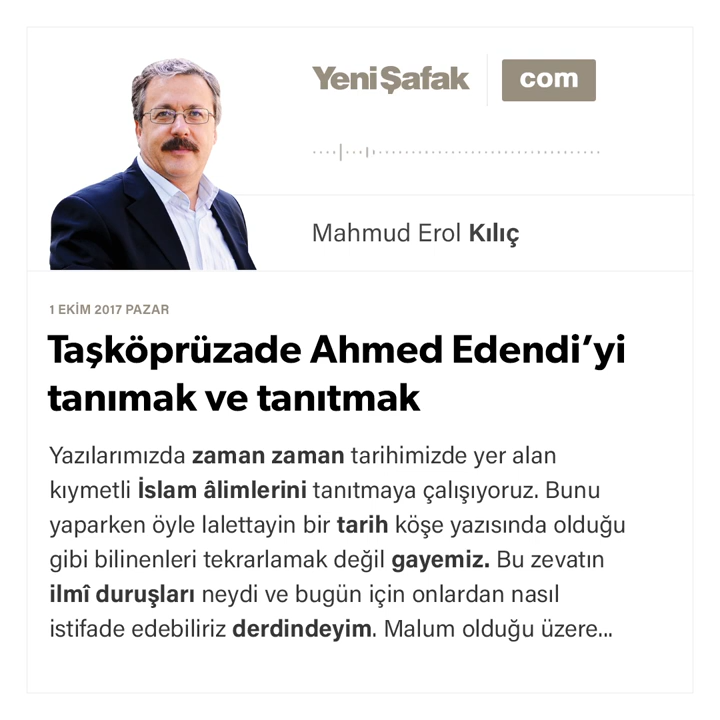 YeniŞafak com
Mahmud Erol Kılıç
1 EKİM 2017 PAZAR
Taşköprüzade Ahmed Edendi’yi
tanımak ve tanıtmak
Yazılarımızda zaman zaman tarihimizde yer alan
kıymetli İslam âlimlerini tanıtmaya çalışıyoruz. Bunu
yaparken öyle lalettayin bir tarih köşe yazısında olduğu
gibi bilinenleri tekrarlamak değil gayemiz. Bu zevatın
ilmî duruşları neydi ve bugün için onlardan nasıl
istifade edebiliriz derdindeyim. Malum olduğu üzere...